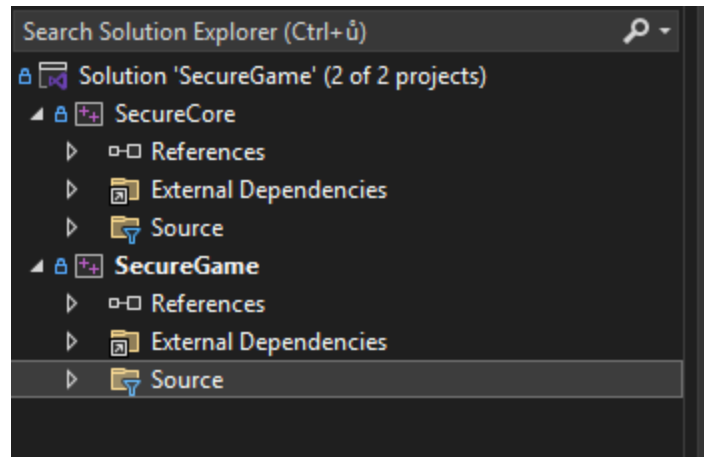 Search Solution Explorer (Ctrl+ů)
Solution 'SecureGame' (2 of 2 projects)
SecureCore
References
External Dependencies
Source
SecureGame
References
External Dependencies
Source